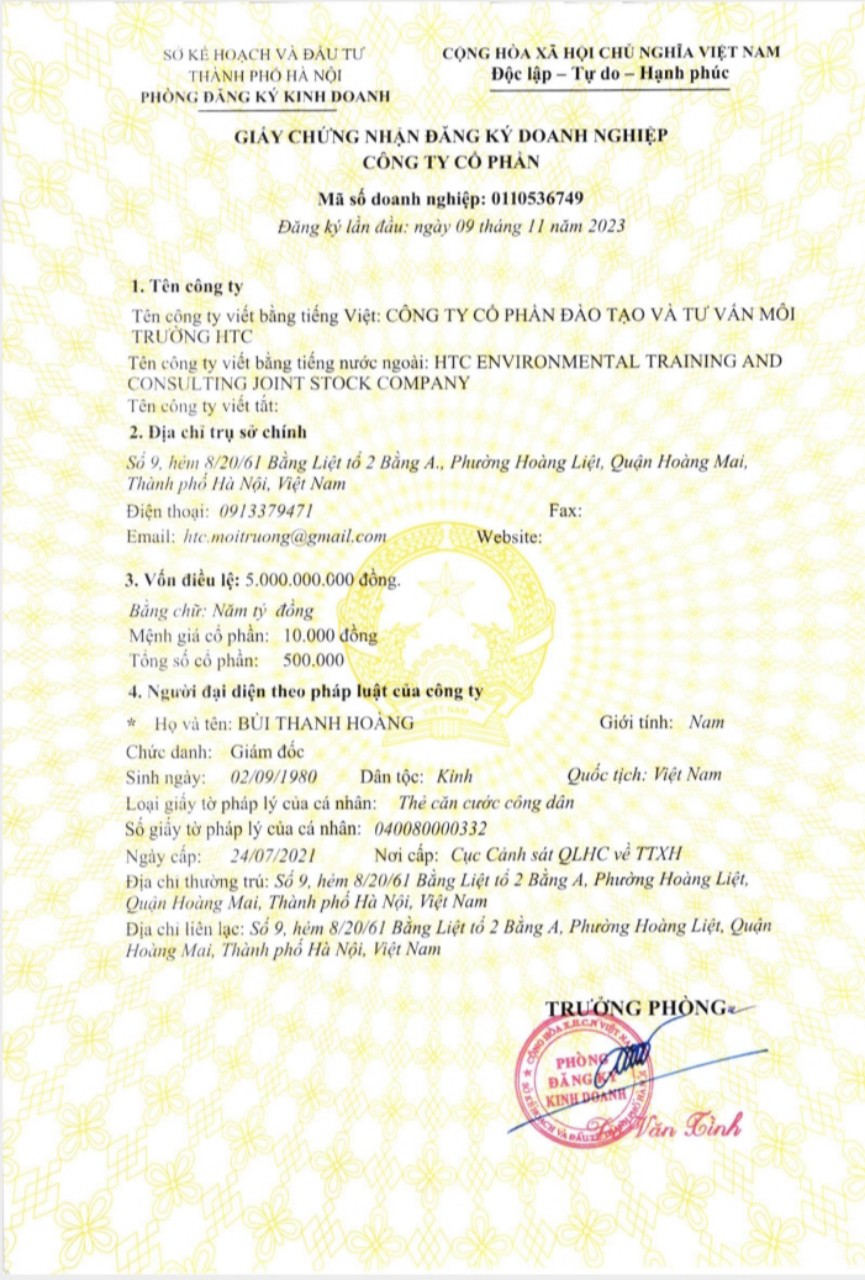 SỞ KẾ HOẠCH VÀ ĐẦU TƯ
THÀNH PHỐ HÀ NỘI
PHÒNG ĐĂNG KÝ KINH DOANH
CỘNG HÒA XÃ HỘI CHỦ NGHĨA VIỆT NAM
Độc lập – Tự do – Hạnh phúc
GIẤY CHỨNG NHẬN ĐĂNG KÝ DOANH NGHIỆP
CÔNG TY CỔ PHẦN
Mã số doanh nghiệp: 0110536749
Đăng ký lần đầu: ngày 09 tháng 11 năm 2023
1. Tên công ty
Tên công ty viết bằng tiếng Việt: CÔNG TY CỔ PHẦN ĐÀO TẠO VÀ TƯ VẤN MÔI
TRƯỜNG HTC
Tên công ty viết bằng tiếng nước ngoài: HTC ENVIRONMENTAL TRAINING AND
CONSULTING JOINT STOCK COMPANY
Tên công ty viết tắt:
2. Địa chỉ trụ sở chính
Số 9, hẻm 8/20/61 Bằng Liệt tổ 2 Bằng A., Phường Hoàng Liệt, Quận Hoàng Mai,
Thành phố Hà Nội, Việt Nam
Điện thoại: 0913379471 Fax:
Email: htc.moitruong@gmail.com Website:
3. Vốn điều lệ: 5.000.000.000 đồng.
Bằng chữ: Năm tỷ đồng
Mệnh giá cổ phần: 10.000 đồng
Tổng số cổ phần: 500.000
4. Người đại diện theo pháp luật của công ty
* Họ và tên: BÙI THANH HOÀNG Giới tính: Nam
Chức danh: Giám đốc
Sinh ngày: 02/09/1980 Dân tộc: Kinh Quốc tịch: Việt Nam
Loại giấy tờ pháp lý của cá nhân: Thẻ căn cước công dân
Số giấy tờ pháp lý của cá nhân: 040080000332
Ngày cấp: 24/07/2021 Nơi cấp: Cục Cảnh sát QLHC về TTXH
Địa chỉ thường trú: Số 9, hẻm 8/20/61 Bằng Liệt tổ 2 Bằng A, Phường Hoàng Liệt,
Quận Hoàng Mai, Thành phố Hà Nội, Việt Nam
Địa chỉ liên lạc: Số 9, hẻm 8/20/61 Bằng Liệt tổ 2 Bằng A, Phường Hoàng Liệt, Quận
Hoàng Mai, Thành phố Hà Nội, Việt Nam
TRƯỞNG PHÒNG
CỘNG HÒA X.H.C.N VIỆT NAM
PHÒNG
ĐĂNG KÝ
KINH DOANH
SỞ KẾ HOẠCH VÀ ĐẦU TƯ THÀNH PHỐ HÀ NỘI
Văn Tình